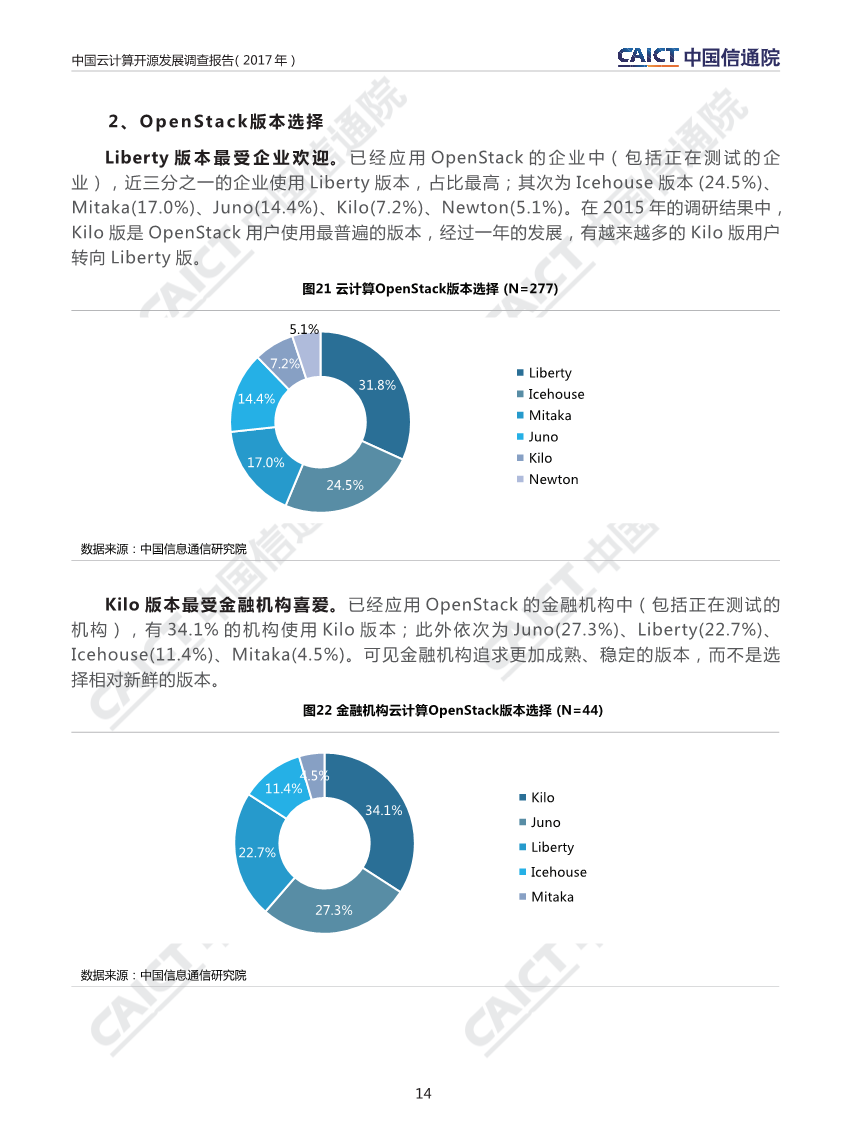 中国云计算开源发展调查报告(2017年)
CAICT 中国信通院
2、OpenStack版本选择
Liberty 版本最受企业欢迎。已经应用 OpenStack 的企业中(包括正在测试的企
业),近三分之一的企业使用 Liberty 版本,占比最高;其次为 Icehouse 版本 (24.5%)、
Mitaka(17.0%)、Juno(14.4%)、Kilo(7.2%)、Newton(5.1%)。在 2015 年的调研结果中,
Kilo 版是 OpenStack 用户使用最普遍的版本,经过一年的发展,有越来越多的 Kilo 版用户
转向 Liberty 版。
图21 云计算OpenStack版本选择 (N=277)
5.1%
7.2%
31.8%
14.4%
17.0%
24.5%
Liberty
Icehouse
Mitaka
Juno
Kilo
Newton
数据来源:中国信息通信研究院
Kilo 版本最受金融机构喜爱。已经应用 OpenStack 的金融机构中(包括正在测试的
机构),有 34.1% 的机构使用 Kilo 版本;此外依次为 Juno(27.3%)、Liberty(22.7%)、
Icehouse(11.4%)、Mitaka(4.5%)。可见金融机构追求更加成熟、稳定的版本,而不是选
择相对新鲜的版本。
图22 金融机构云计算OpenStack版本选择 (N=44)
4.5%
11.4%
34.1%
22.7%
27.3%
Kilo
Juno
Liberty
Icehouse
Mitaka
数据来源:中国信息通信研究院
14